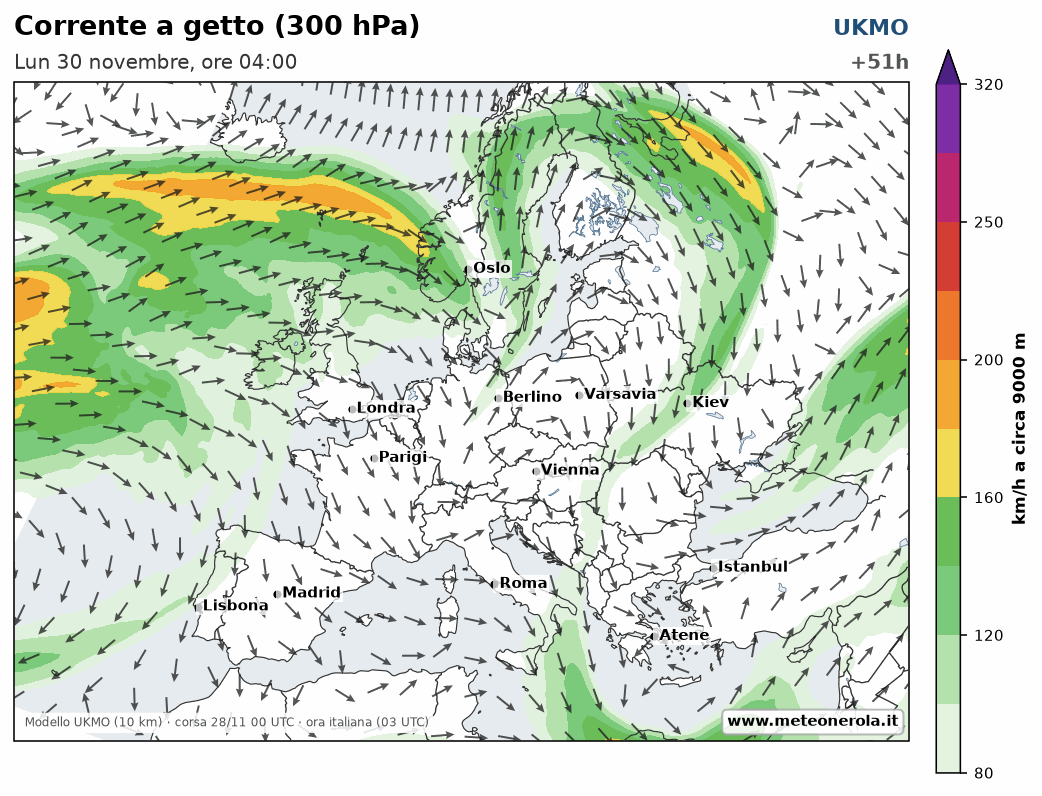 Corrente a getto (300 hPa)
UKMO
Lun 30 novembre, ore 04:00
+51h
320
250
200
160
120
80
km/h a circa 9000 m
Oslo
Berlino
Varsavia
Kiev
Londra
Parigi
Vienna
Istanbul
Roma
Madrid
Lisbona
Atene
Modello UKMO (10 km) · corsa 28/11 00 UTC · ora italiana (03 UTC)
www.meteonerola.it